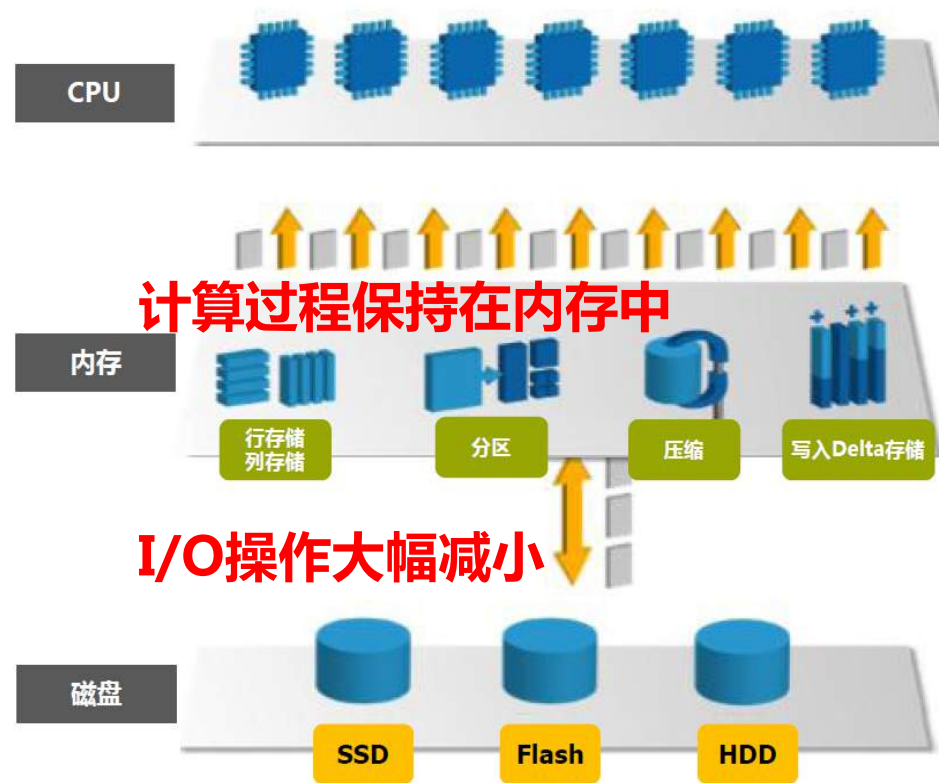 CPU
计算过程保持在内存中
内存
行存储
列存储
分区
压缩
写入Delta存储
I/O操作大幅减小
磁盘
SSD
Flash
HDD